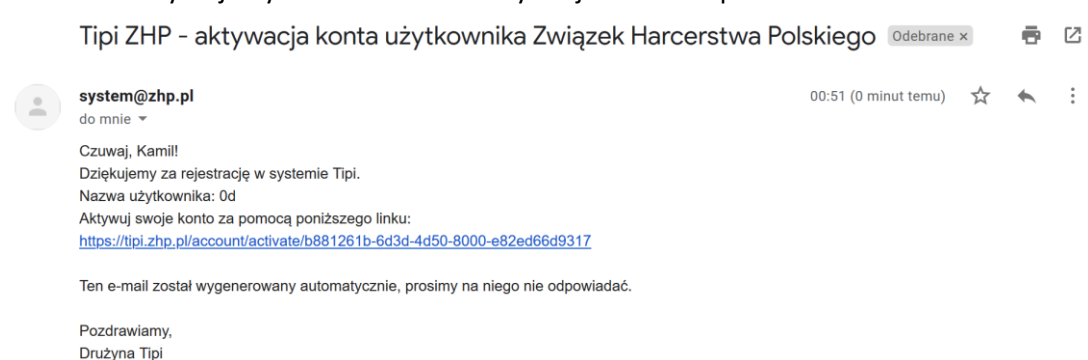 Tipi ZHP - aktywacja konta użytkownika Związek Harcerstwa Polskiego Odebrane x
system@zhp.pl 00:51 (0 minut temu)
do mnie
Czuwaj, Kamil!
Dziękujemy za rejestrację w systemie Tipi.
Nazwa użytkownika: 0d
Aktywuj swoje konto za pomocą poniższego linku:
https://tipi.zhp.pl/account/activate/b881261b-6d3d-4d50-8000-e82ed66d9317
Ten e-mail został wygenerowany automatycznie, prosimy na niego nie odpowiadać.
Pozdrawiamy,
Drużyna Tipi